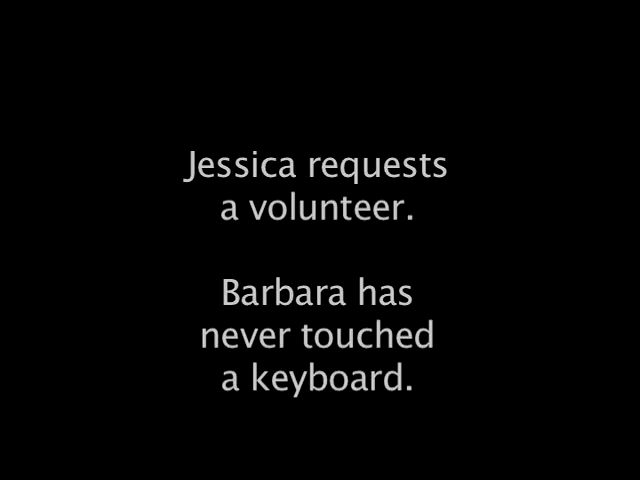 Jessica requests
a volunteer.
Barbara has
never touched
a keyboard.